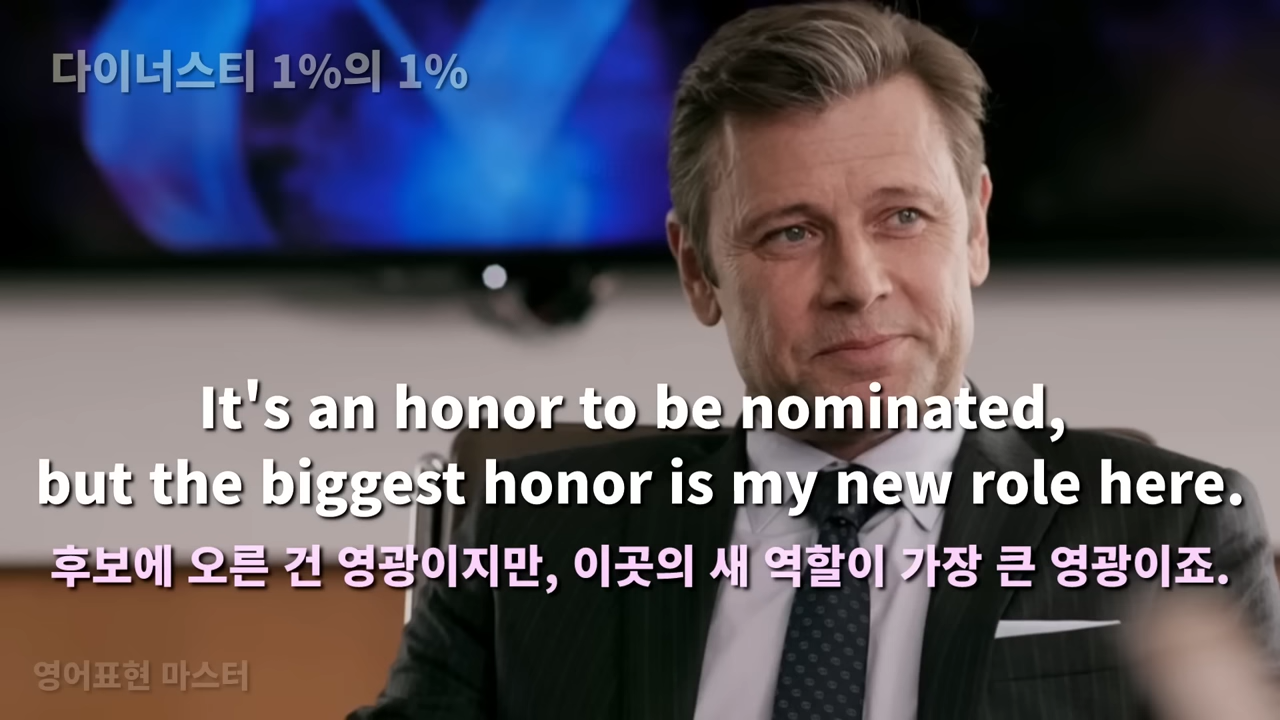 다이너스티 1%의 1%
It's an honor to be nominated,
but the biggest honor is my new role here.
후보에 오른 건 영광이지만, 이곳의 새 역할이 가장 큰 영광이죠.
영어표현 마스터